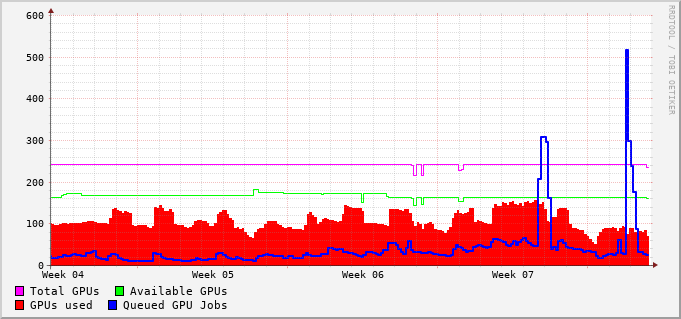 600
500
400
300
200
100
0
Week 04 Week 05 Week 06 Week 07
Total GPUs Available GPUs
GPUs used Queued GPU Jobs
RRDTOOL / TOBI OETIKER